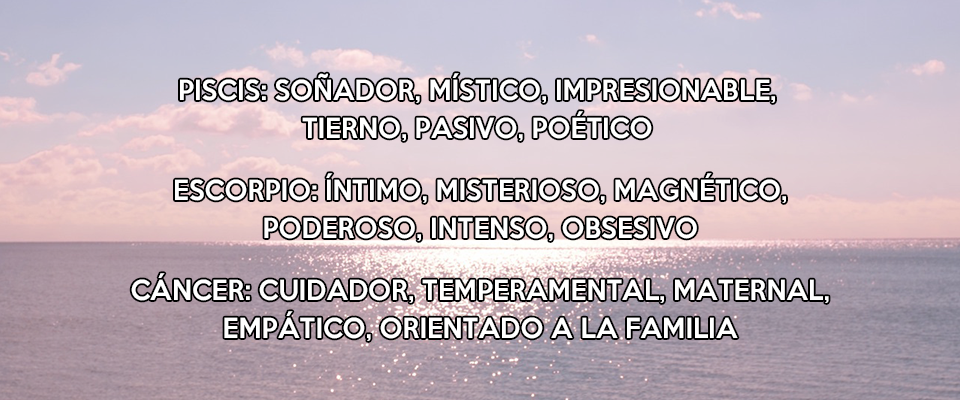 PISCIS: SOÑADOR, MÍSTICO, IMPRESIONABLE,
TIERNO, PASIVO, POÉTICO
ESCORPIO: ÍNTIMO, MISTERIOSO, MAGNÉTICO,
PODEROSO, INTENSO, OBSESIVO
CÁNCER: CUIDADOR, TEMPERAMENTAL, MATERNAL,
EMPÁTICO, ORIENTADO A LA FAMILIA